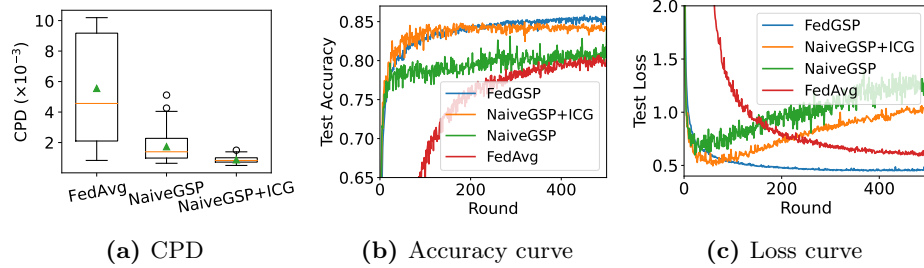 CPD (×10⁻³)
10
8
6
4
2
FedAvg
NaiveGSP
NaiveGSP+ICG
(a) CPD
Test Accuracy
0.85
0.80
0.75
0.70
0.65
0
200
400
Round
FedGSP
NaiveGSP+ICG
NaiveGSP
FedAvg
(b) Accuracy curve
Test Loss
2.0
1.5
1.0
0.5
0
200
400
Round
FedGSP
NaiveGSP+ICG
NaiveGSP
FedAvg
(c) Loss curve